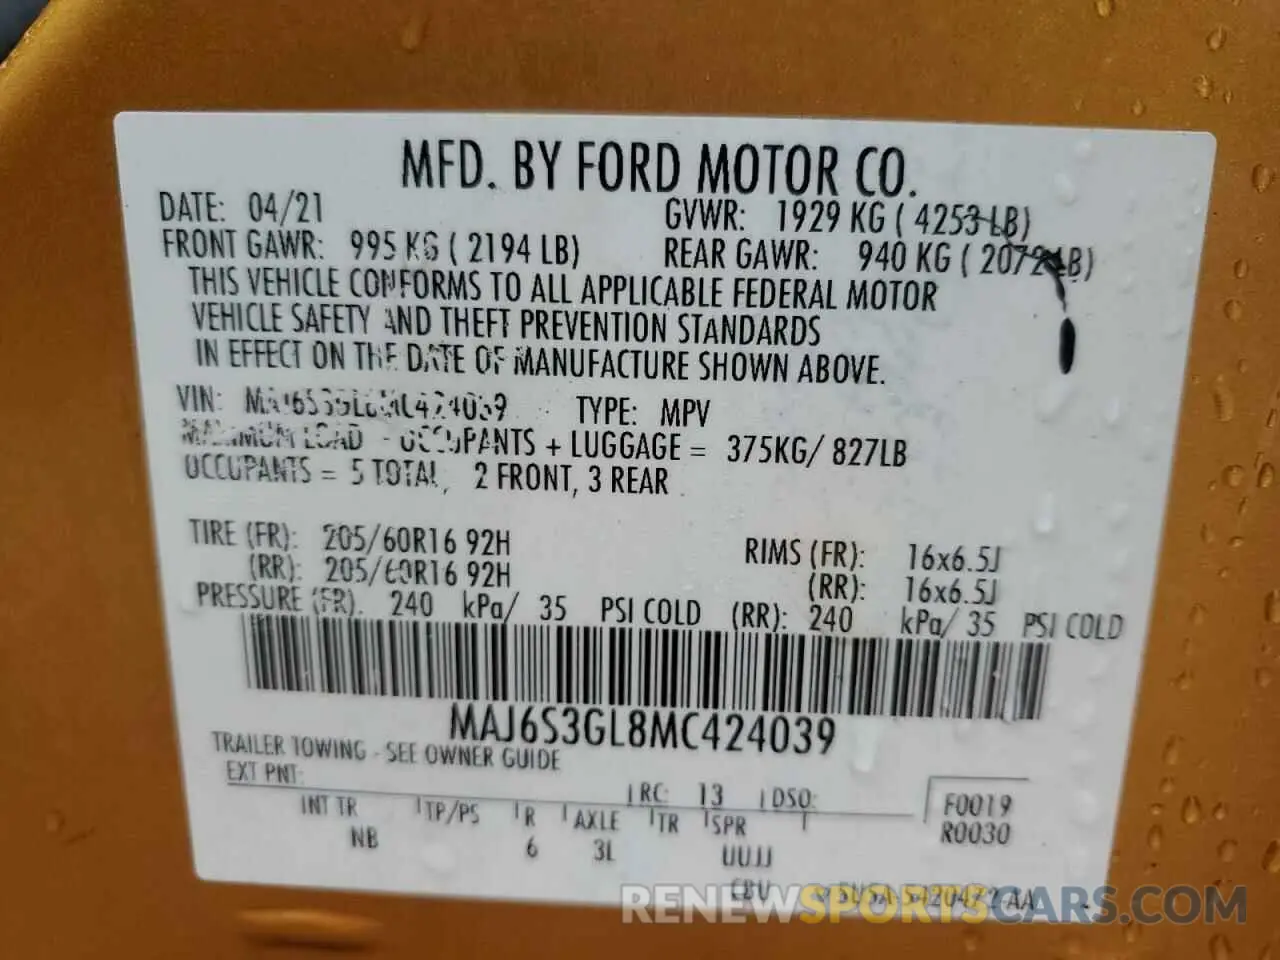 MFD. BY FORD MOTOR CO.
DATE: 04/21 GVWR: 1929 KG ( 4253 LB)
FRONT GAWR: 995 KG ( 2194 LB) REAR GAWR: 940 KG ( 2072 LB)
THIS VEHICLE CONFORMS TO ALL APPLICABLE FEDERAL MOTOR
VEHICLE SAFETY AND THEFT PREVENTION STANDARDS
IN EFFECT ON THE DATE OF MANUFACTURE SHOWN ABOVE.
VIN: TYPE: MPV
MAXIMUM LOAD - OCCUPANTS + LUGGAGE = 375KG/ 827LB
OCCUPANTS = 5 TOTAL, 2 FRONT, 3 REAR
TIRE (FR): 205/60R16 92H RIMS (FR): 16x6.5J
(RR): 205/60R16 92H (RR): 16x6.5J
PRESSURE (FR). 240 kPa/ 35 PSI COLD (RR): 240 kPa/ 35 PSI COLD
MAJ6S3GL8MC424039
TRAILER TOWING - SEE OWNER GUIDE
EXT PNT: RC: 13 DSO: F0019
INT TR TP/PS R AXLE TR SPR R0030
NB 6 3L UUJJ
RENEWSPORTSCARS.COM